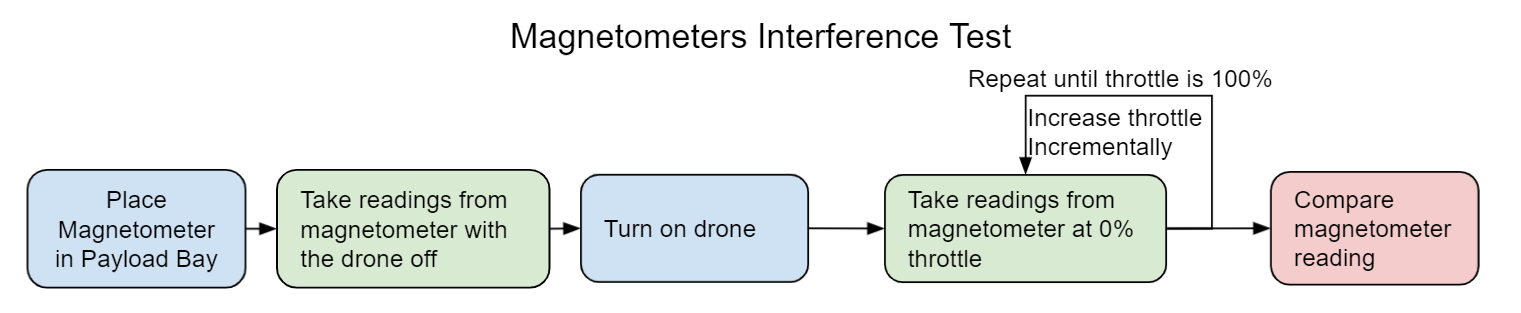 Magnetometers Interference Test
Repeat until throttle is 100%
Increase throttle
Incrementally
Place
Magnetometer
in Payload Bay
Take readings from
magnetometer with
the drone off
Turn on drone
Take readings from
magnetometer at 0%
throttle
Compare
magnetometer
reading